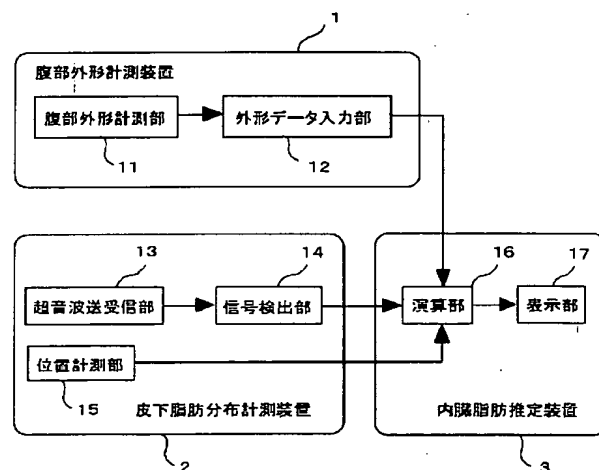 1
腹部外形計測装置
腹部外形計測部
外形データ入力部
11
12
13
14
16
17
超音波送受信部
信号検出部
演算部
表示部
位置計測部
15
皮下脂肪分布計測装置
内臓脂肪推定装置
2
3